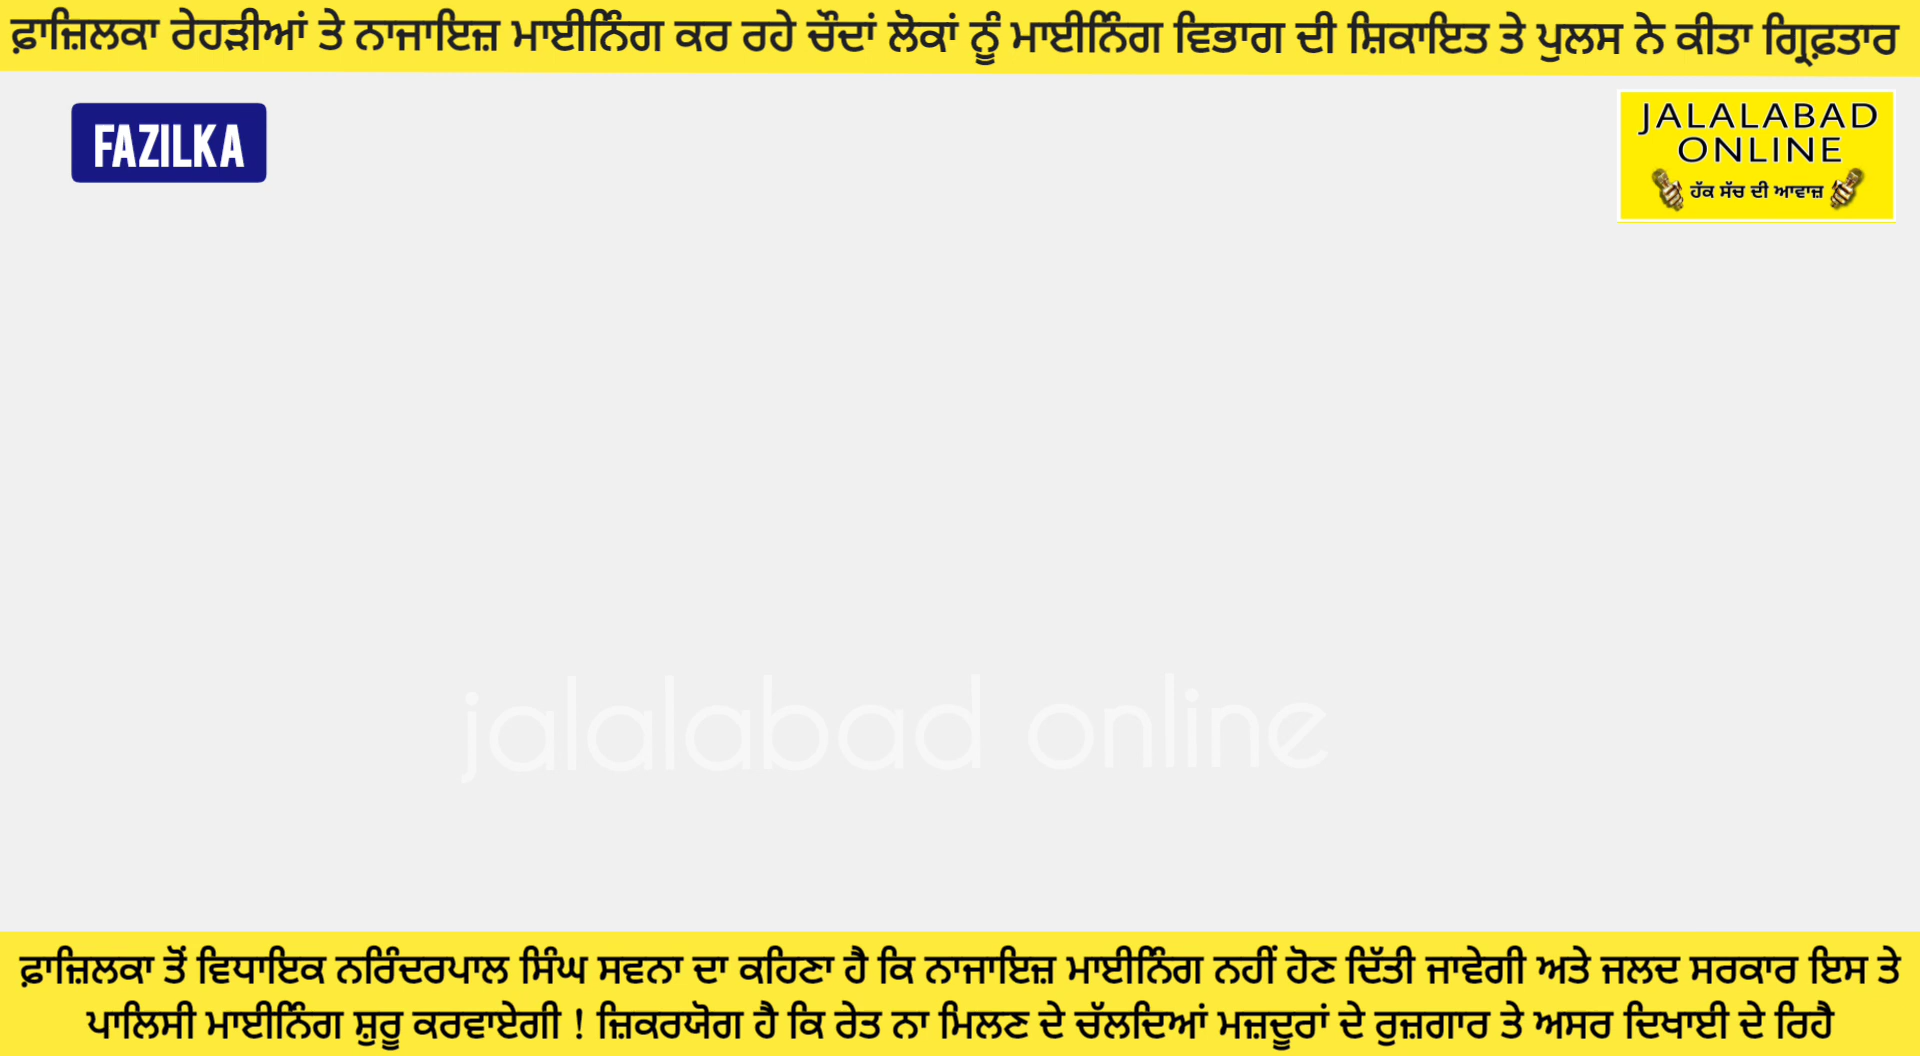 ਫ਼ਾਜ਼ਿਲਕਾ ਰੇਹੜੀਆਂ ਤੇ ਨਾਜਾਇਜ਼ ਮਾਈਨਿੰਗ ਕਰ ਰਹੇ ਚੌਦਾਂ ਲੋਕਾਂ ਨੂੰ ਮਾਈਨਿੰਗ ਵਿਭਾਗ ਦੀ ਸ਼ਿਕਾਇਤ ਤੇ ਪੁਲਸ ਨੇ ਕੀਤਾ ਗ੍ਰਿਫ਼ਤਾਰ
FAZILKA
JALALABAD
ONLINE
ਹੱਕ ਸੱਚ ਦੀ ਆਵਾਜ਼
jalalabad online
ਫ਼ਾਜ਼ਿਲਕਾ ਤੋਂ ਵਿਧਾਇਕ ਨਰਿੰਦਰਪਾਲ ਸਿੰਘ ਸਵਨਾ ਦਾ ਕਹਿਣਾ ਹੈ ਕਿ ਨਾਜਾਇਜ਼ ਮਾਈਨਿੰਗ ਨਹੀਂ ਹੋਣ ਦਿੱਤੀ ਜਾਵੇਗੀ ਅਤੇ ਜਲਦ ਸਰਕਾਰ ਇਸ ਤੇ
ਪਾਲਿਸੀ ਮਾਈਨਿੰਗ ਸ਼ੁਰੂ ਕਰਵਾਏਗੀ ! ਜ਼ਿਕਰਯੋਗ ਹੈ ਕਿ ਰੇਤ ਨਾ ਮਿਲਣ ਦੇ ਚੱਲਦਿਆਂ ਮਜ਼ਦੂਰਾਂ ਦੇ ਰੁਜ਼ਗਾਰ ਤੇ ਅਸਰ ਦਿਖਾਈ ਦੇ ਰਿਹੈ